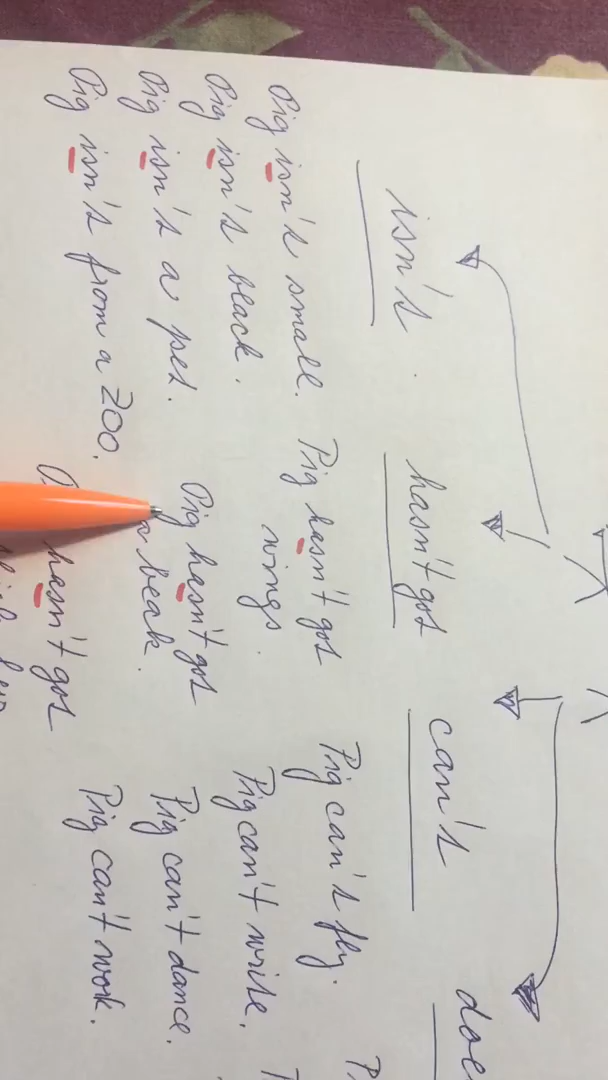 isn't
Pig isn't small.
Pig isn't beack.
Pig isn't a pet.
Pig isn't from a zoo.
hasn't got
Pig hasn't got
wings.
Pig hasn't got
a beak.
hasn't got
can't
Pig can't fly.
Pig can't write.
Pig can't dance.
Pig can't work.
doe